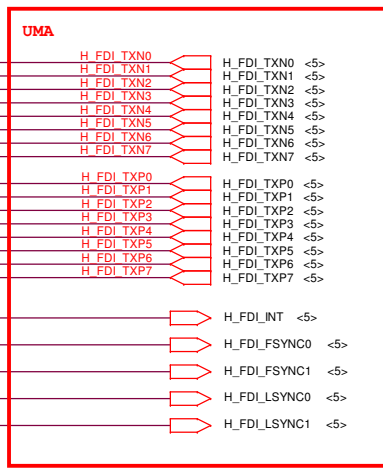 UMA
H_FDI_TXN0 H_FDI_TXN0 <5>
H_FDI_TXN1 H_FDI_TXN1 <5>
H_FDI_TXN2 H_FDI_TXN2 <5>
H_FDI_TXN3 H_FDI_TXN3 <5>
H_FDI_TXN4 H_FDI_TXN4 <5>
H_FDI_TXN5 H_FDI_TXN5 <5>
H_FDI_TXN6 H_FDI_TXN6 <5>
H_FDI_TXN7 H_FDI_TXN7 <5>
H_FDI_TXP0 H_FDI_TXP0 <5>
H_FDI_TXP1 H_FDI_TXP1 <5>
H_FDI_TXP2 H_FDI_TXP2 <5>
H_FDI_TXP3 H_FDI_TXP3 <5>
H_FDI_TXP4 H_FDI_TXP4 <5>
H_FDI_TXP5 H_FDI_TXP5 <5>
H_FDI_TXP6 H_FDI_TXP6 <5>
H_FDI_TXP7 H_FDI_TXP7 <5>
H_FDI_INT <5>
H_FDI_FSYNC0 <5>
H_FDI_FSYNC1 <5>
H_FDI_LSYNC0 <5>
H_FDI_LSYNC1 <5>